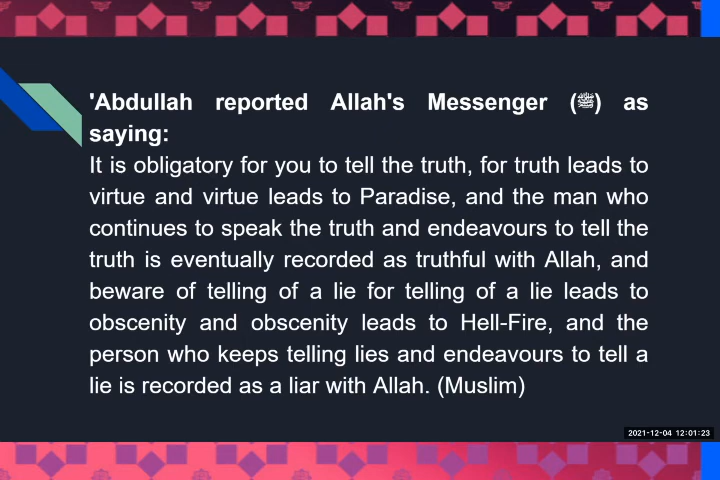 'Abdullah reported Allah's Messenger (ﷺ) as
saying:
It is obligatory for you to tell the truth, for truth leads to
virtue and virtue leads to Paradise, and the man who
continues to speak the truth and endeavours to tell the
truth is eventually recorded as truthful with Allah, and
beware of telling of a lie for telling of a lie leads to
obscenity and obscenity leads to Hell-Fire, and the
person who keeps telling lies and endeavours to tell a
lie is recorded as a liar with Allah. (Muslim)
2021-12-04 12:01:23